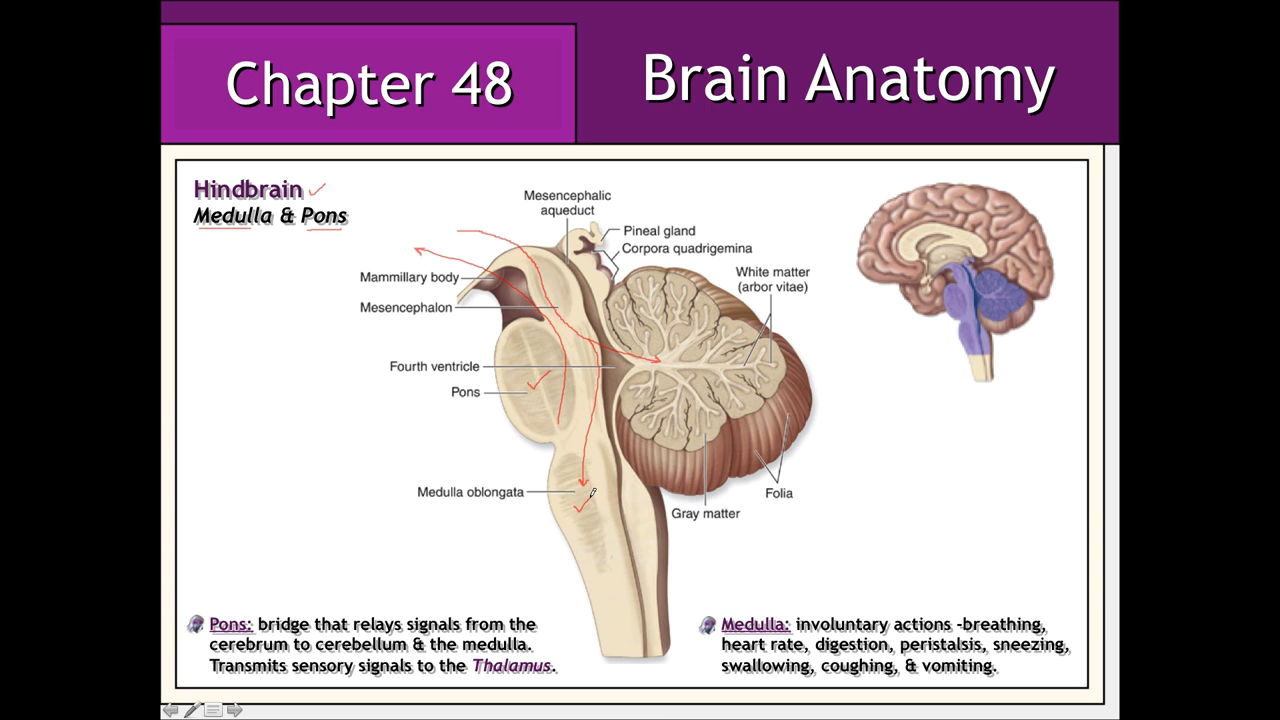 Chapter 48
Brain Anatomy
Hindbrain
Medulla & Pons
Mesencephalic
aqueduct
Pineal gland
Corpora quadrigemina
White matter
(arbor vitae)
Mammillary body
Mesencephalon
Fourth ventricle
Pons
Medulla oblongata
Folia
Gray matter
Pons: bridge that relays signals from the
cerebrum to cerebellum & the medulla.
Transmits sensory signals to the Thalamus.
Medulla: involuntary actions -breathing,
heart rate, digestion, peristalsis, sneezing,
swallowing, coughing, & vomiting.